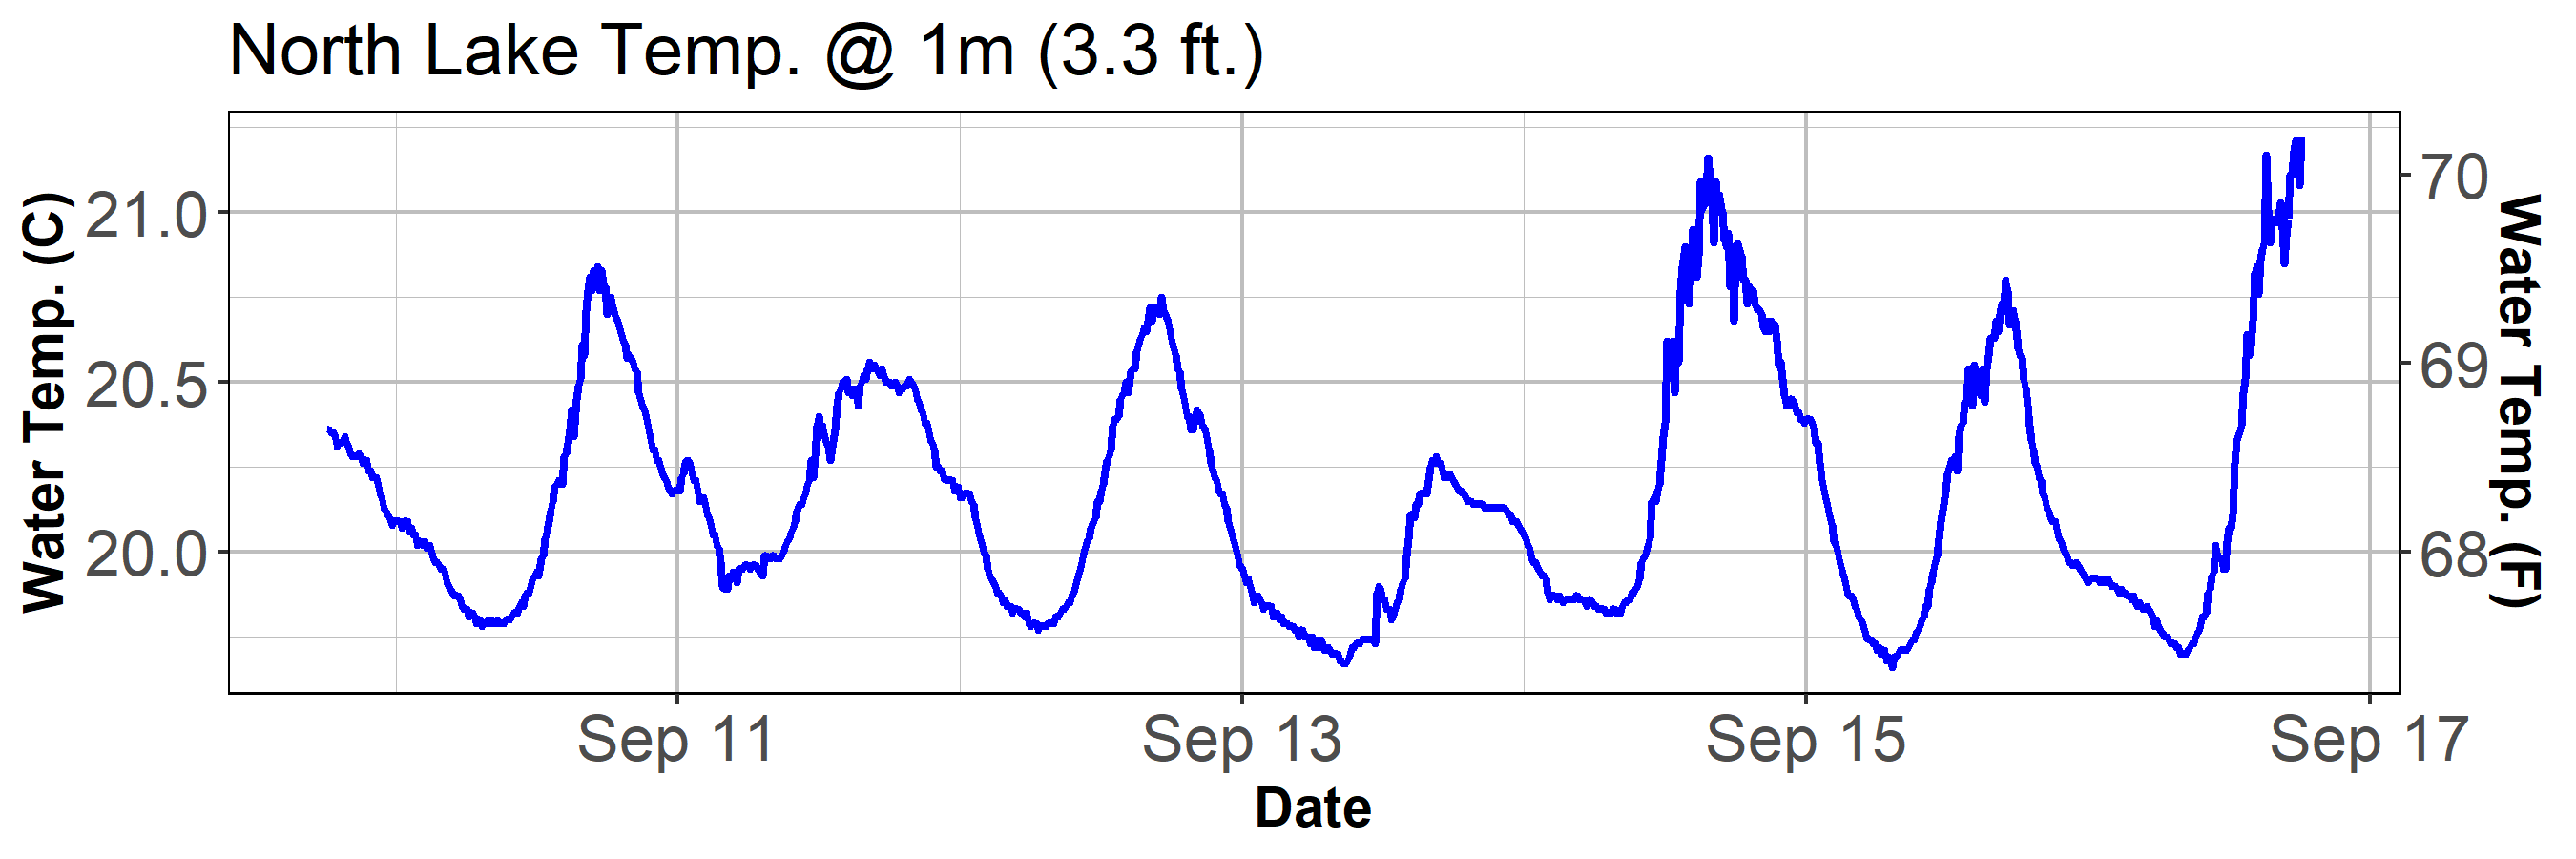 North Lake Temp. @ 1m (3.3 ft.)
Water Temp. (C)
21.0
20.5
20.0
70
69
68
Water Temp. (F)
Sep 11 Sep 13 Sep 15 Sep 17
Date